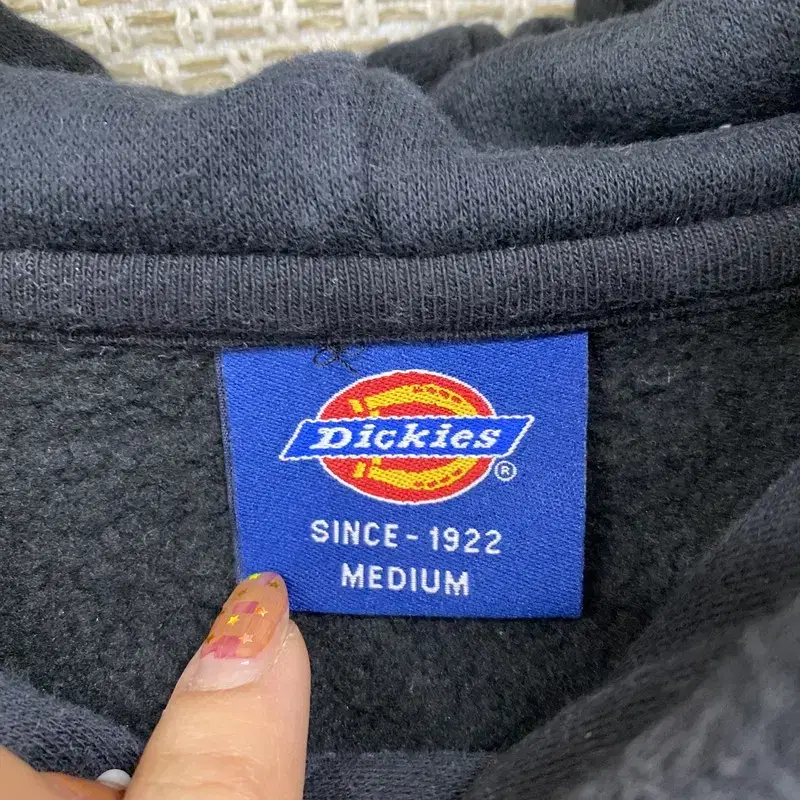 Dickies
®
SINCE - 1922
MEDIUM